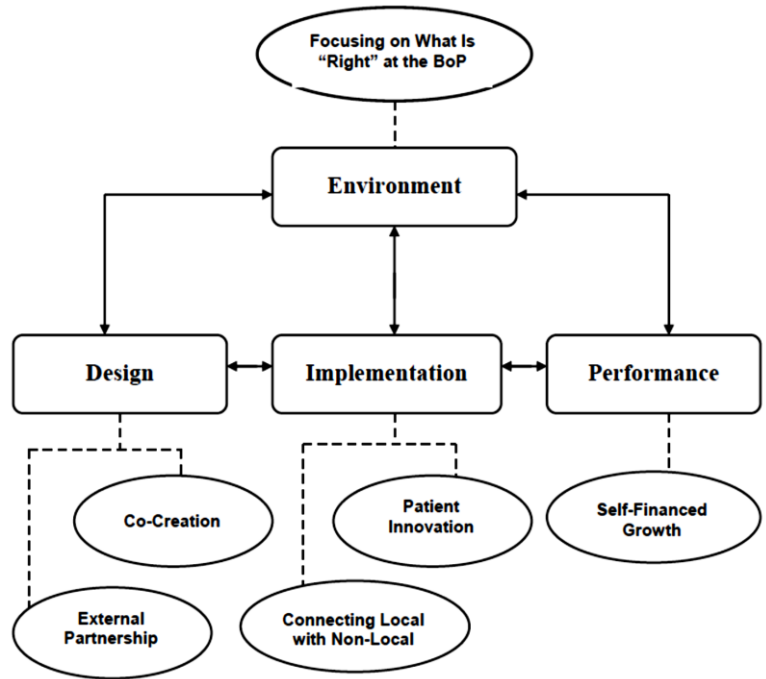 Focusing on What Is
“Right” at the BoP
Environment
Design
Implementation
Performance
Co-Creation
Patient
Innovation
Self-Financed
Growth
External
Partnership
Connecting Local
with Non-Local